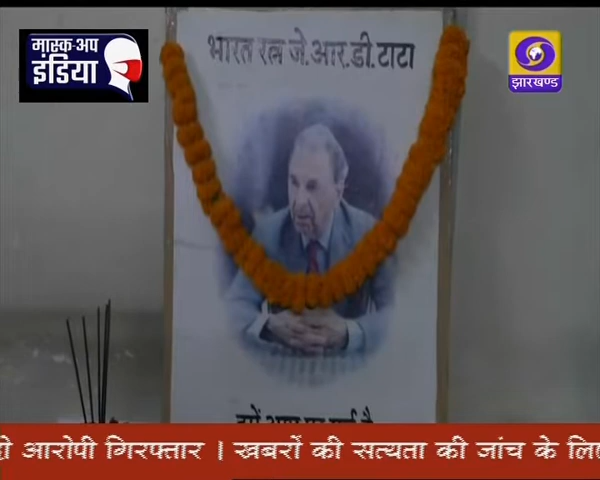 मास्क-अप
इंडिया
भारत रत्न जे.आर.डी.टाटा
झारखण्ड
आरोपी गिरफ्तार | खबरों की सत्यता की जांच के लिए